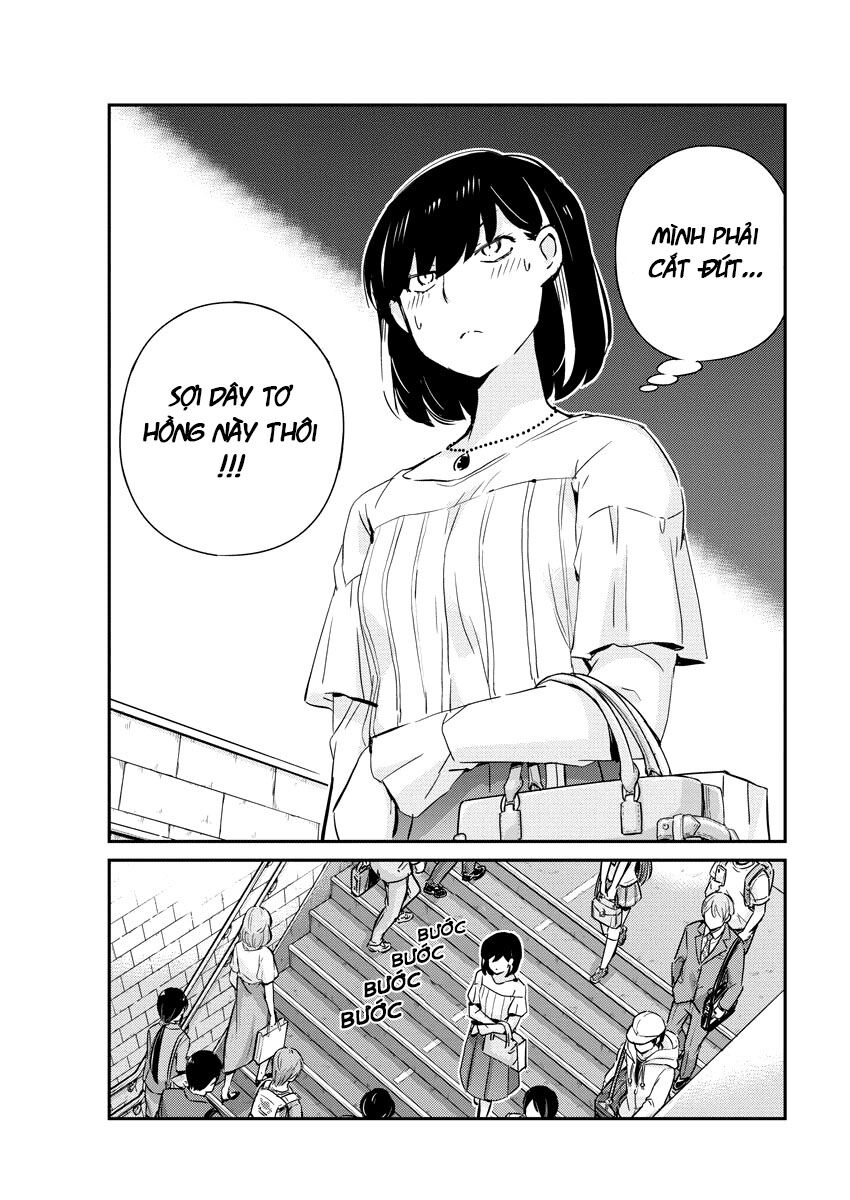 MÌNH PHẢI
CẮT ĐỨT...
SỢI DÂY TƠ
HỒNG NÀY THÔI
!!!
BƯỚC
BƯỚC
BƯỚC
BƯỚC